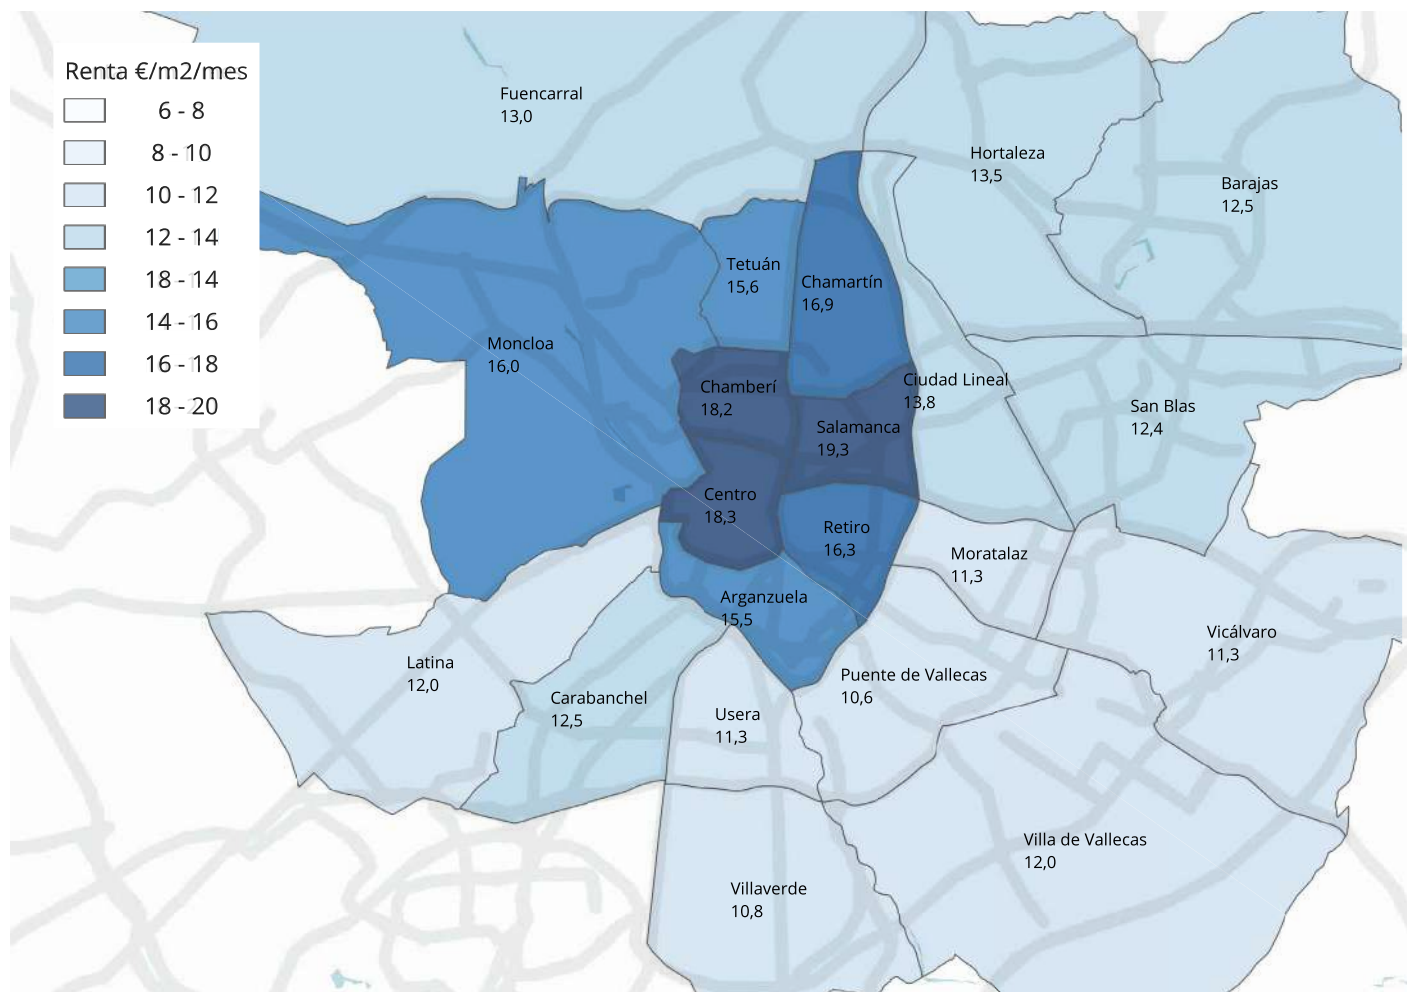 Renta €/m2/mes
6 - 8
8 - 10
10 - 12
12 - 14
18 - 14
14 - 16
16 - 18
18 - 20
Fuencarral
13,0
Hortaleza
13,5
Barajas
12,5
Tetuán
15,6
Chamartín
16,9
Moncloa
16,0
Chamberí
18,2
Ciudad Lineal
13,8
Salamanca
19,3
San Blas
12,4
Centro
18,3
Retiro
16,3
Moratalaz
11,3
Arganzuela
15,5
Vicálvaro
11,3
Latina
12,0
Carabanchel
12,5
Puente de Vallecas
10,6
Usera
11,3
Villa de Vallecas
12,0
Villaverde
10,8